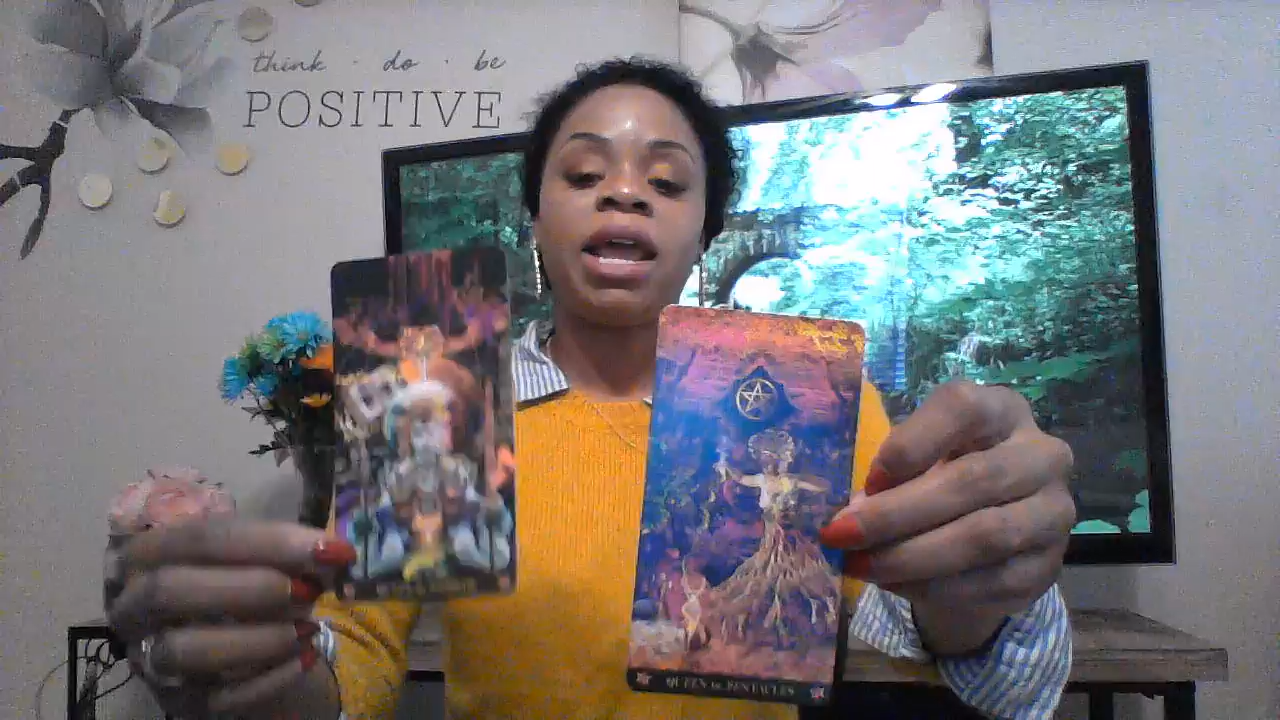 think · do · be
POSITIVE
QUEEN of PENTACLES